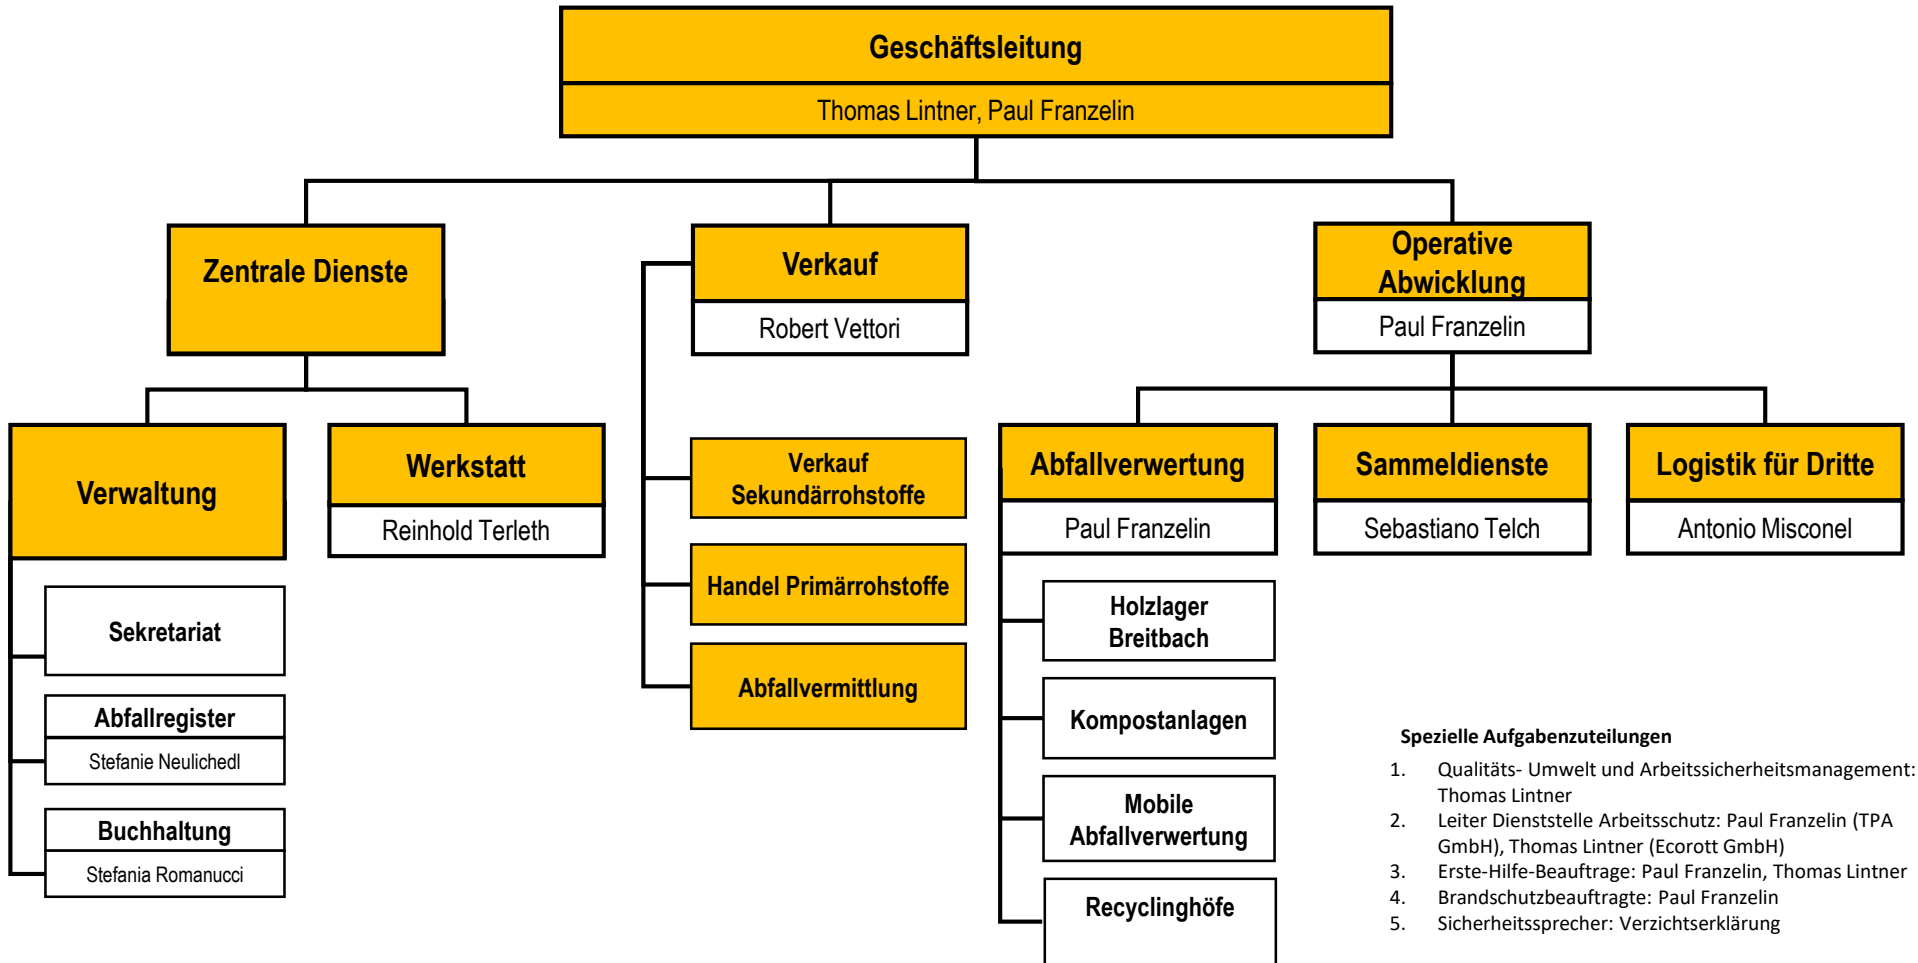 Geschäftsleitung
Thomas Lintner, Paul Franzelin
Zentrale Dienste
Verkauf
Robert Vettori
Operative
Abwicklung
Paul Franzelin
Verwaltung
Werkstatt
Reinhold Terleth
Sekretariat
Abfallregister
Stefanie Neulichedl
Buchhaltung
Stefania Romanucci
Verkauf
Sekundärrohstoffe
Handel Primärrohstoffe
Abfallvermittlung
Abfallverwertung
Paul Franzelin
Sammeldienste
Sebastiano Telch
Logistik für Dritte
Antonio Misconel
Holzlager
Breitbach
Kompostanlagen
Mobile
Abfallverwertung
Recyclinghöfe
Spezielle Aufgabenzuteilungen
1. Qualitäts- Umwelt und Arbeitssicherheitsmanagement:
Thomas Lintner
2. Leiter Dienststelle Arbeitsschutz: Paul Franzelin (TPA
GmbH), Thomas Lintner (Ecorott GmbH)
3. Erste-Hilfe-Beauftrage: Paul Franzelin, Thomas Lintner
4. Brandschutzbeauftragte: Paul Franzelin
5. Sicherheitssprecher: Verzichtserklärung